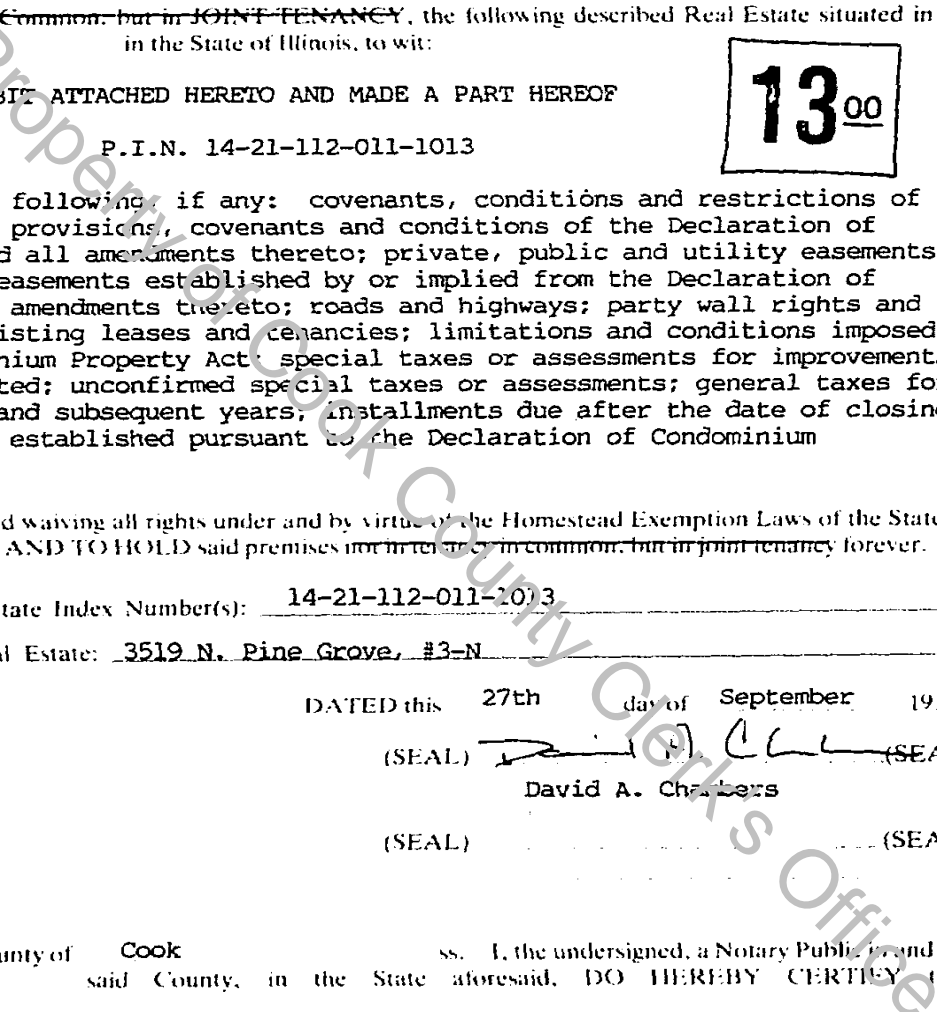 Common, but in JOINT TENANCY, the following described Real Estate situated in
in the State of Illinois, to wit:
ATTACHED HERETO AND MADE A PART HEREOF
13 00
P.I.N. 14-21-112-011-1013
following, if any: covenants, conditions and restrictions of
provisions, covenants and conditions of the Declaration of
all amendments thereto; private, public and utility easements
easements established by or implied from the Declaration of
amendments thereto; roads and highways; party wall rights and
isting leases and tenancies; limitations and conditions imposed
nium Property Act; special taxes or assessments for improvement
ted; unconfirmed special taxes or assessments; general taxes for
and subsequent years; installments due after the date of closing
established pursuant to the Declaration of Condominium
d waiving all rights under and by virtue of the Homestead Exemption Laws of the State
AND TO HOLD said premises not in tenancy in common, but in joint tenancy forever.
tate Index Number(s): 14-21-112-011-1013
al Estate: 3519 N. Pine Grove, #3-N
DATED this 27th day of September 19
(SEAL) (SEA
David A. Chambers
(SEAL) (SEA
unty of Cook ss. I, the undersigned, a Notary Public in and
said County, in the State aforesaid, DO HEREBY CERTIFY t
Property of Cook County Clerk's Office